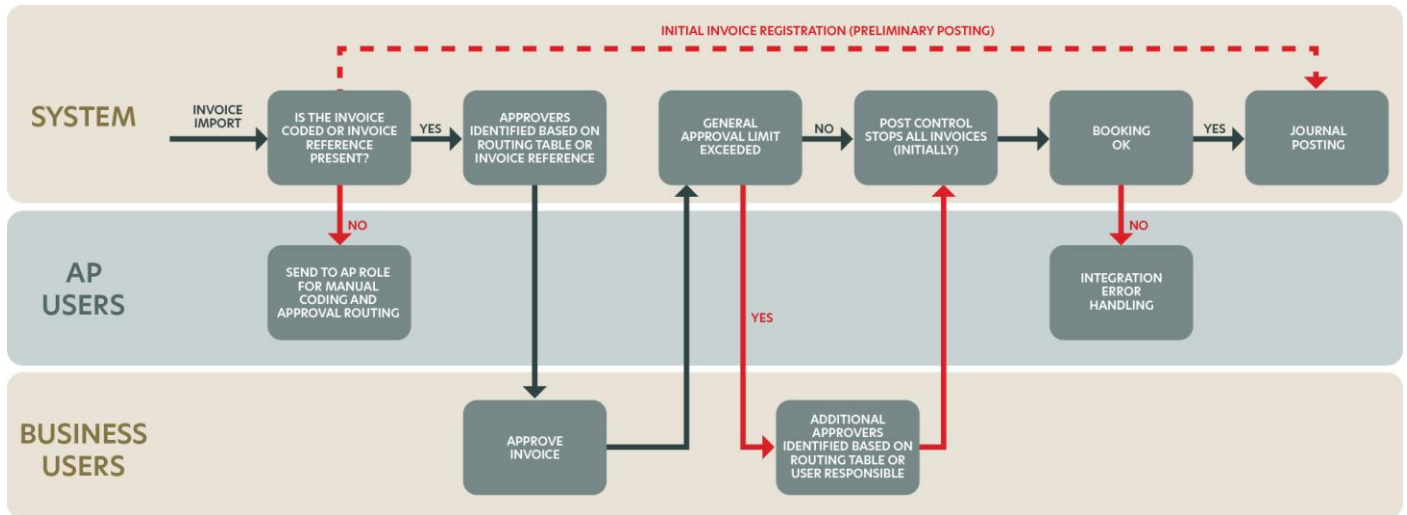 INITIAL INVOICE REGISTRATION (PRELIMINARY POSTING)
SYSTEM
INVOICE
IMPORT
IS THE INVOICE
CODED OR INVOICE
REFERENCE
PRESENT?
YES
APPROVERS
IDENTIFIED BASED ON
ROUTING TABLE OR
INVOICE REFERENCE
GENERAL
APPROVAL LIMIT
EXCEEDED
NO
POST CONTROL
STOPS ALL INVOICES
(INITIALLY)
BOOKING
OK
YES
JOURNAL
POSTING
NO
NO
AP
USERS
SEND TO AP ROLE
FOR MANUAL
CODING AND
APPROVAL ROUTING
YES
INTEGRATION
ERROR
HANDLING
BUSINESS
USERS
APPROVE
INVOICE
ADDITIONAL
APPROVERS
IDENTIFIED BASED ON
ROUTING TABLE OR
USER RESPONSIBLE